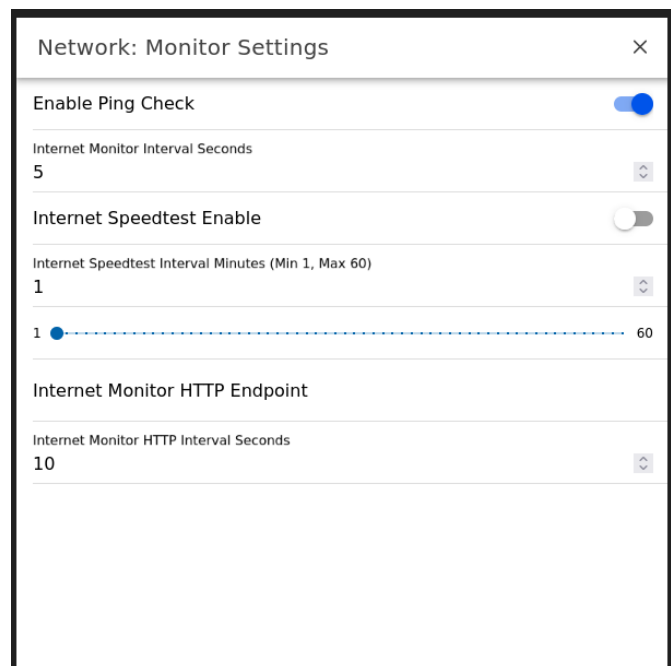 Network: Monitor Settings
Enable Ping Check
Internet Monitor Interval Seconds
5
Internet Speedtest Enable
Internet Speedtest Interval Minutes (Min 1, Max 60)
1
1 60
Internet Monitor HTTP Endpoint
Internet Monitor HTTP Interval Seconds
10